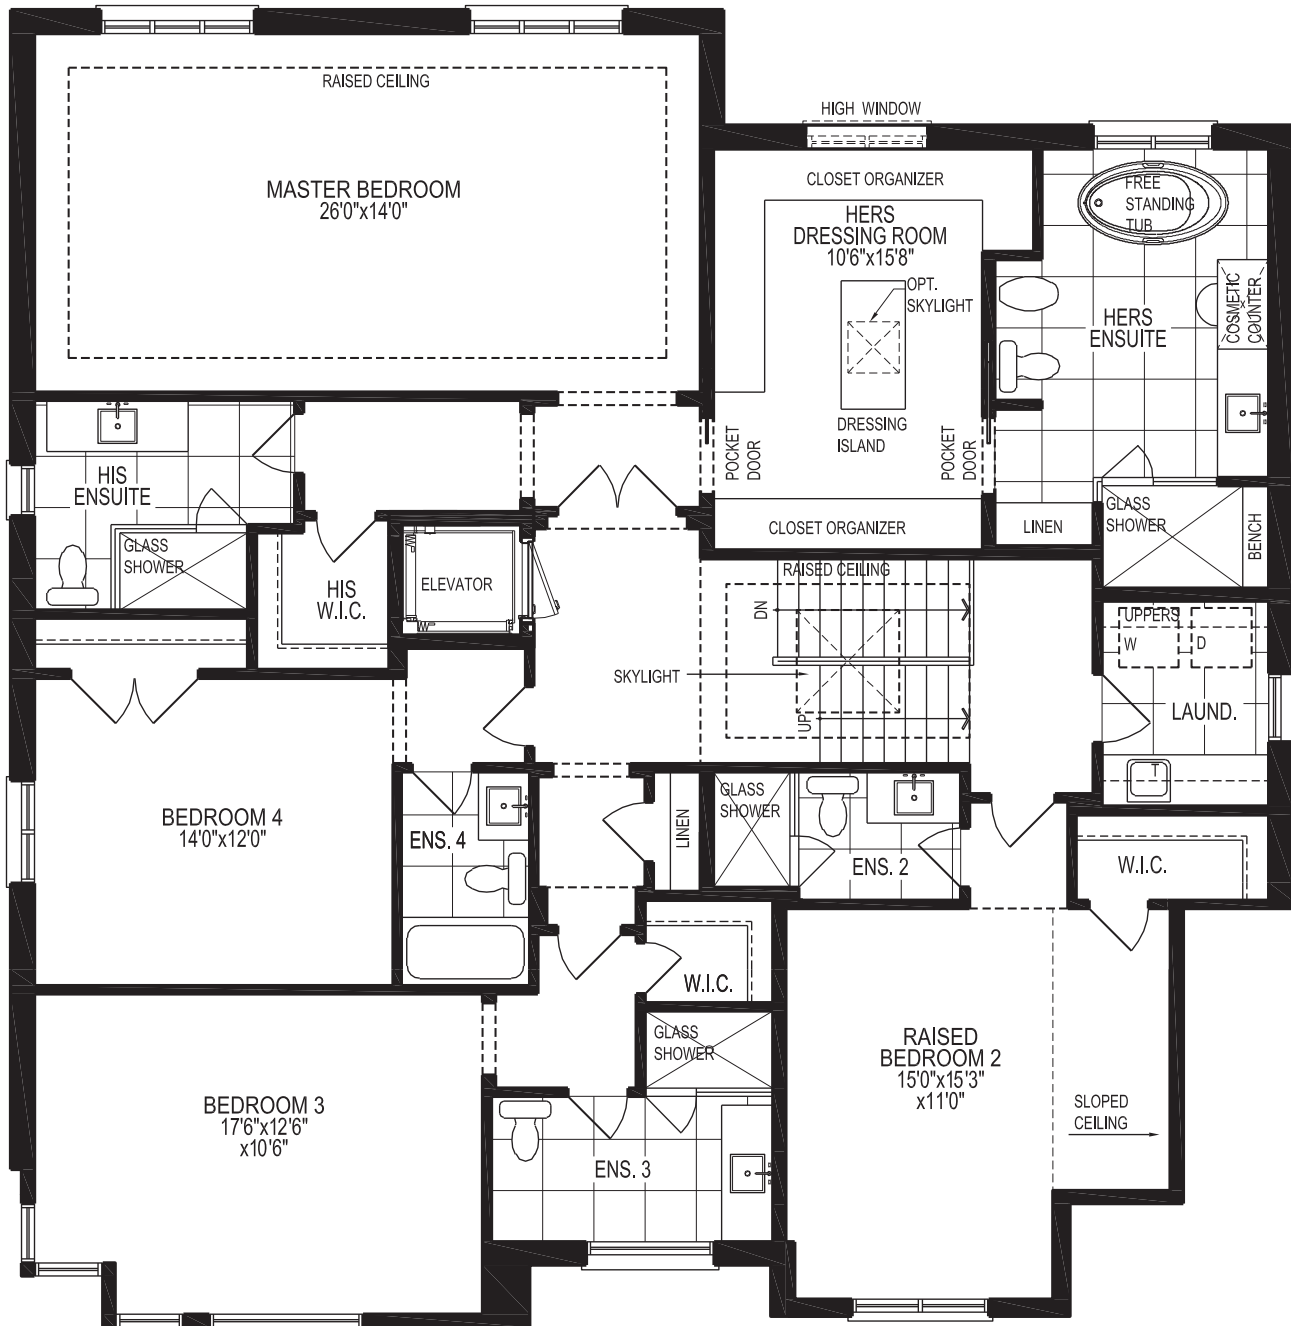 RAISED CEILING
MASTER BEDROOM
26'0"x14'0"
HIGH WINDOW
CLOSET ORGANIZER
HERS
DRESSING ROOM
10'6"x15'8"
OPT.
SKYLIGHT
DRESSING
ISLAND
POCKET
DOOR
POCKET
DOOR
CLOSET ORGANIZER
FREE
STANDING
TUB
COSMETIC
COUNTER
HERS
ENSUITE
LINEN
GLASS
SHOWER
BENCH
HIS
ENSUITE
GLASS
SHOWER
HIS
W.I.C.
ELEVATOR
RAISED CEILING
DN
SKYLIGHT
UP
UPPERS
W
D
LAUND.
T
BEDROOM 4
14'0"x12'0"
ENS. 4
LINEN
GLASS
SHOWER
ENS. 2
W.I.C.
W.I.C.
GLASS
SHOWER
RAISED
BEDROOM 2
15'0"x15'3"
x11'0"
SLOPED
CEILING
BEDROOM 3
17'6"x12'6"
x10'6"
ENS. 3